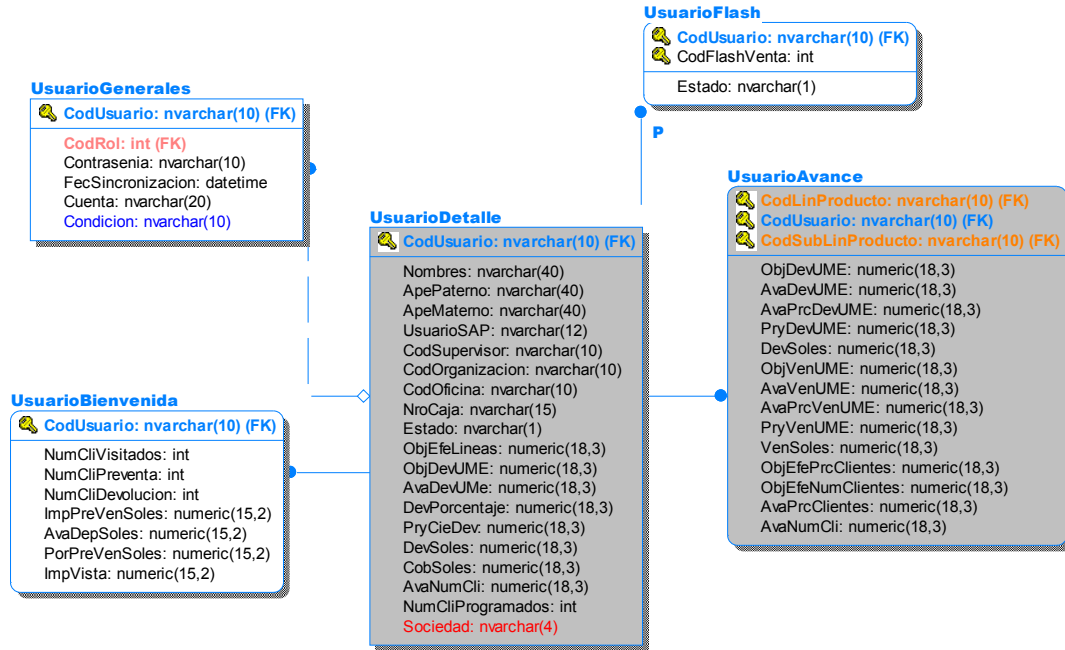 UsuarioFlash
CodUsuario: nvarchar(10) (FK)
CodFlashVenta: int
Estado: nvarchar(1)
P
UsuarioGenerales
CodUsuario: nvarchar(10) (FK)
CodRol: int (FK)
Contrasenia: nvarchar(10)
FecSincronizacion: datetime
Cuenta: nvarchar(20)
Condicion: nvarchar(10)
UsuarioDetalle
CodUsuario: nvarchar(10) (FK)
Nombres: nvarchar(40)
ApePaterno: nvarchar(40)
ApeMaterno: nvarchar(40)
UsuarioSAP: nvarchar(12)
CodSupervisor: nvarchar(10)
CodOrganizacion: nvarchar(10)
CodOficina: nvarchar(10)
NroCaja: nvarchar(15)
Estado: nvarchar(1)
ObjEfeLineas: numeric(18,3)
ObjDevUME: numeric(18,3)
AvaDevUMe: numeric(18,3)
DevPorcentaje: numeric(18,3)
PryCieDev: numeric(18,3)
DevSoles: numeric(18,3)
CobSoles: numeric(18,3)
AvaNumCli: numeric(18,3)
NumCliProgramados: int
Sociedad: nvarchar(4)
UsuarioAvance
CodLinProducto: nvarchar(10) (FK)
CodUsuario: nvarchar(10) (FK)
CodSubLinProducto: nvarchar(10) (FK)
ObjDevUME: numeric(18,3)
AvaDevUME: numeric(18,3)
AvaPrcDevUME: numeric(18,3)
PryDevUME: numeric(18,3)
DevSoles: numeric(18,3)
ObjVenUME: numeric(18,3)
AvaVenUME: numeric(18,3)
AvaPrcVenUME: numeric(18,3)
PryVenUME: numeric(18,3)
VenSoles: numeric(18,3)
ObjEfePrcClientes: numeric(18,3)
ObjEfeNumClientes: numeric(18,3)
AvaPrcClientes: numeric(18,3)
AvaNumCli: numeric(18,3)
UsuarioBienvenida
CodUsuario: nvarchar(10) (FK)
NumCliVisitados: int
NumCliPreventa: int
NumCliDevolucion: int
ImpPreVenSoles: numeric(15,2)
AvaDepSoles: numeric(15,2)
PorPreVenSoles: numeric(15,2)
ImpVista: numeric(15,2)